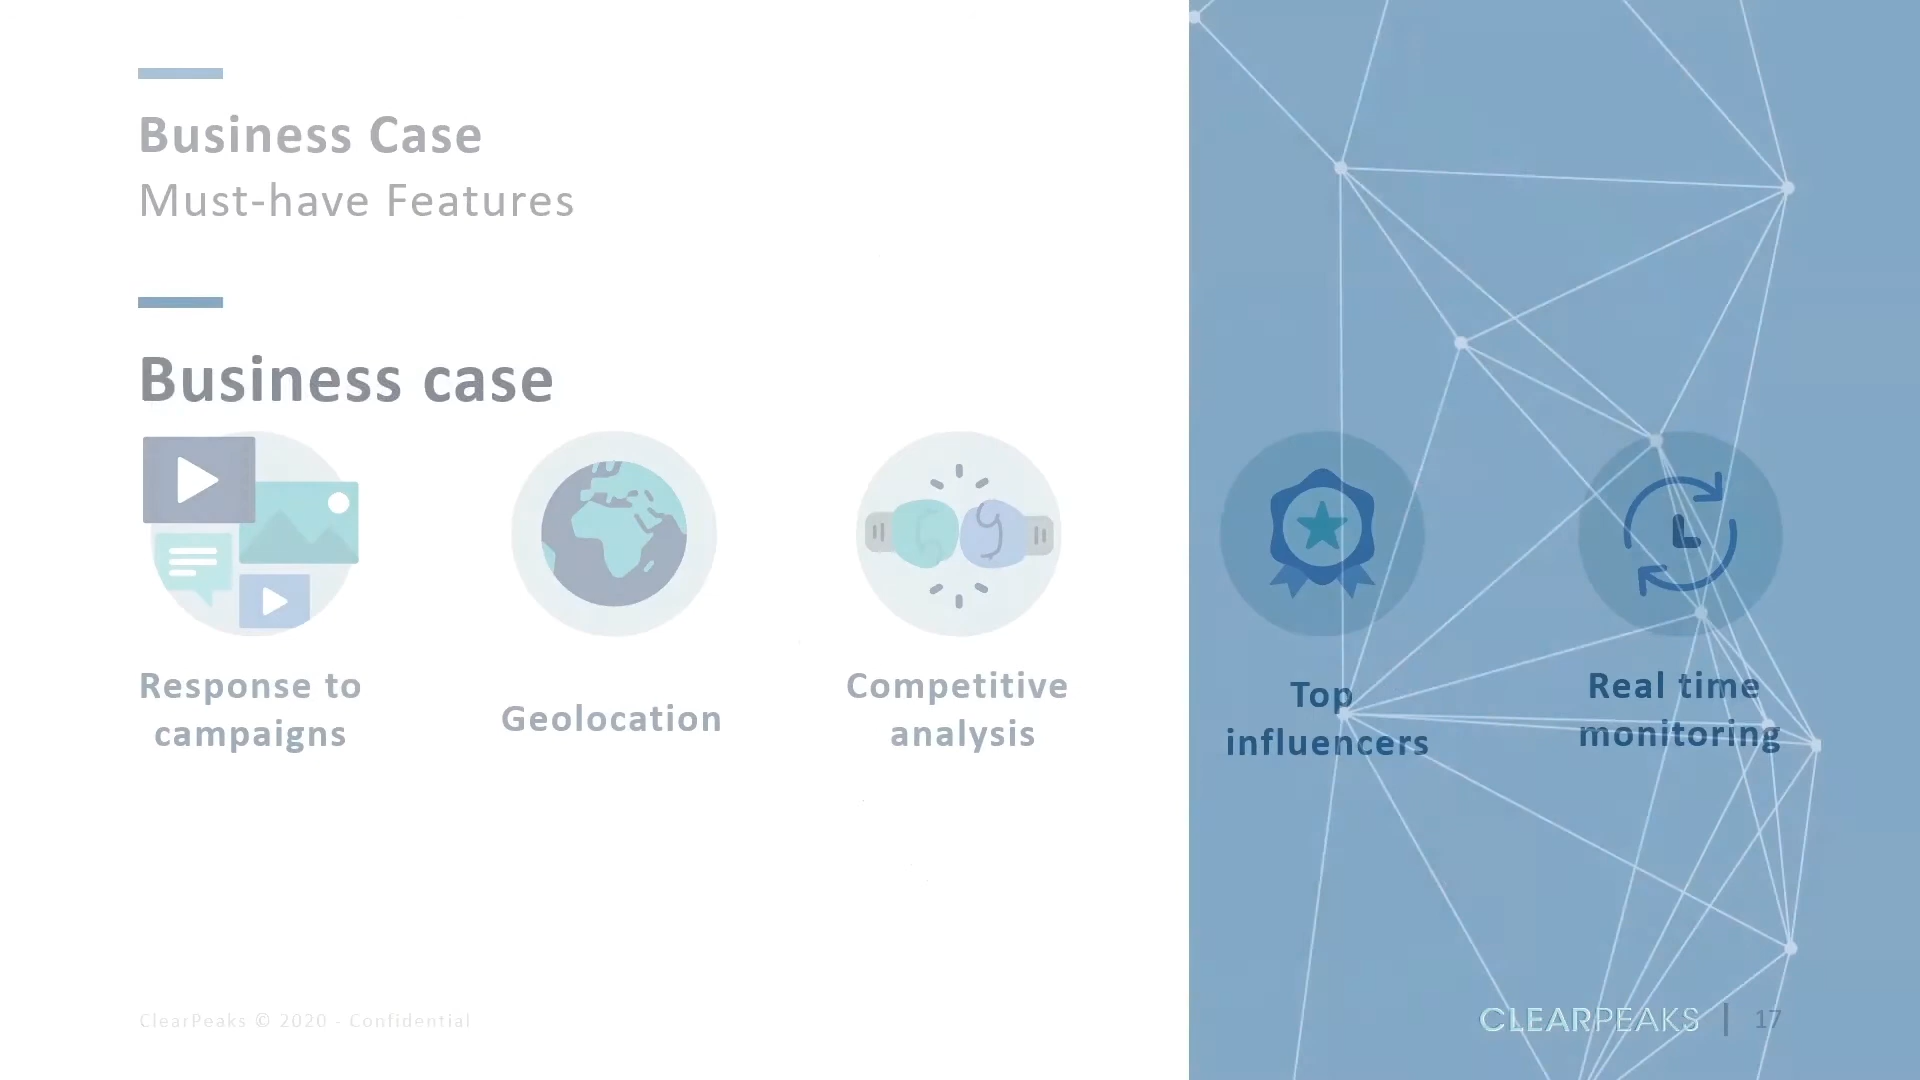 Business Case
Must-have Features
Business case
Response to
campaigns
Geolocation
Competitive
analysis
Top
influencers
Real time
monitoring
ClearPeaks © 2020 - Confidential
CLEARPEAKS | 17